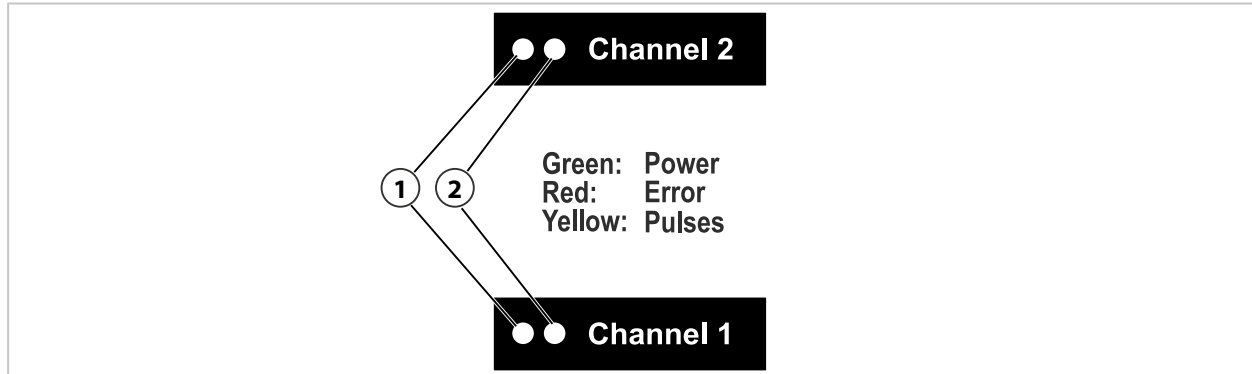 Channel 2
1 2
Green: Power
Red: Error
Yellow: Pulses
Channel 1